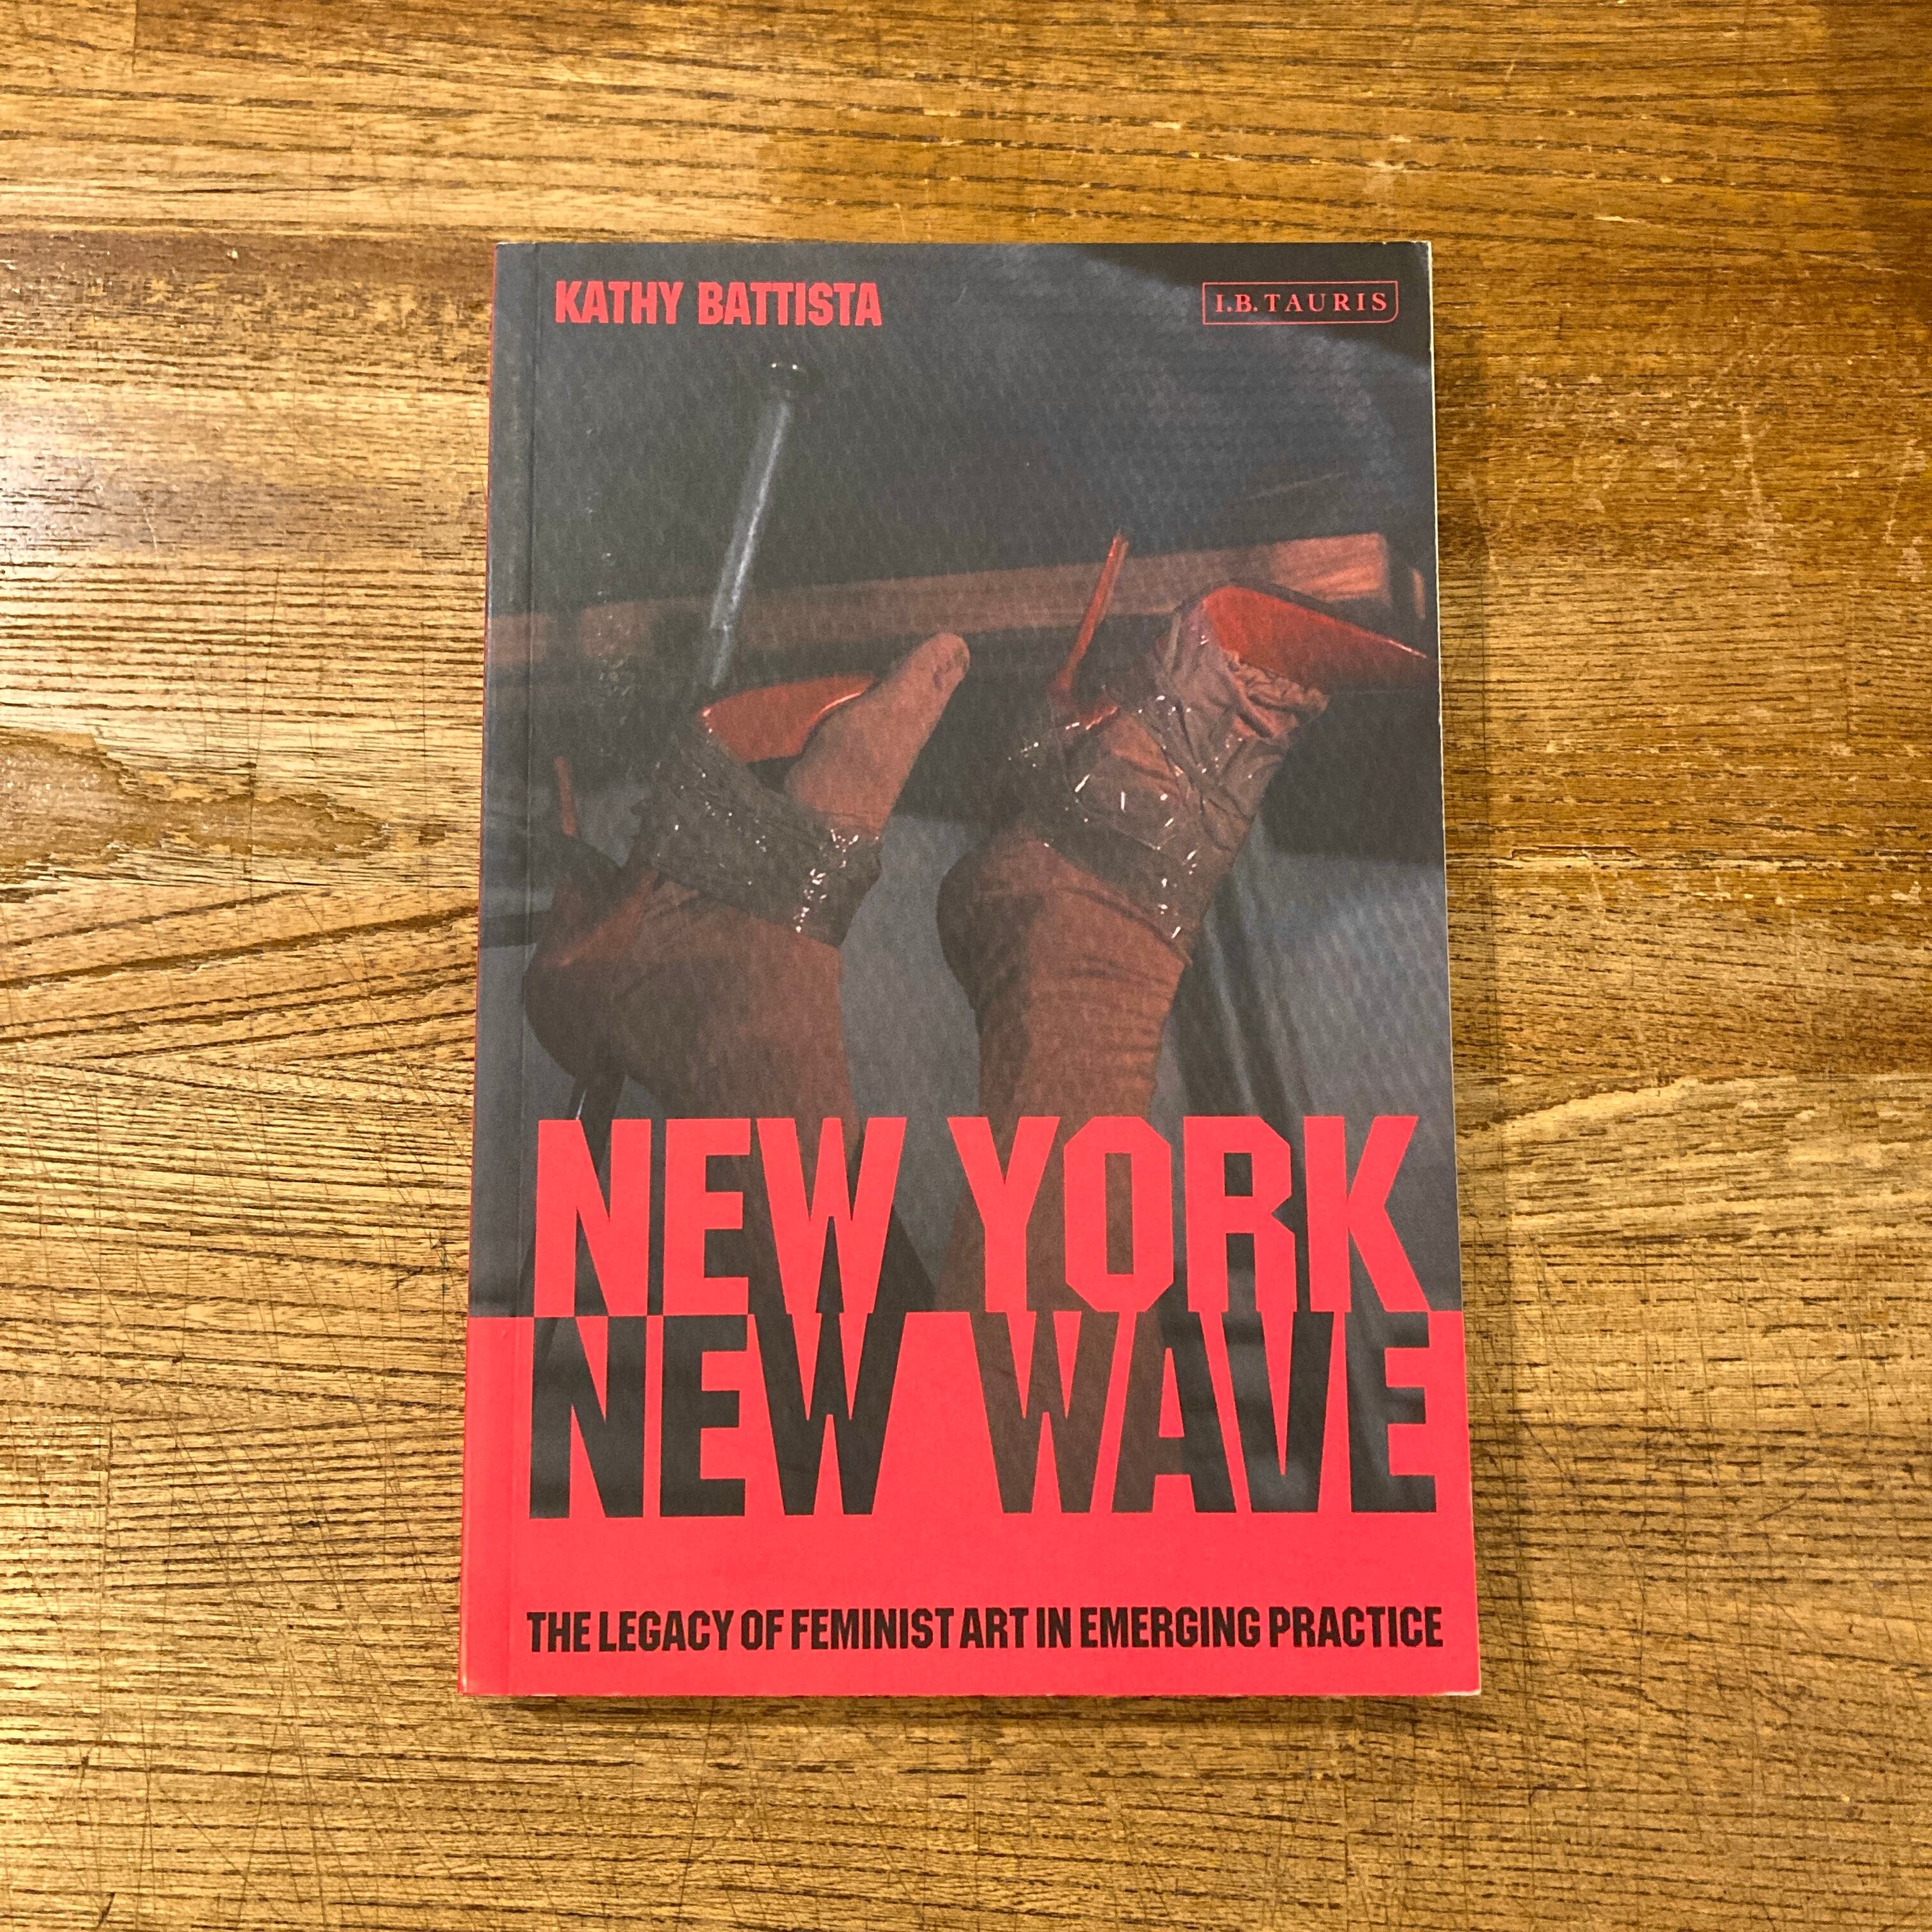 KATHY BATTISTA
I.B.TAURIS
NEW YORK
NEW WAVE
THE LEGACY OF FEMINIST ART IN EMERGING PRACTICE